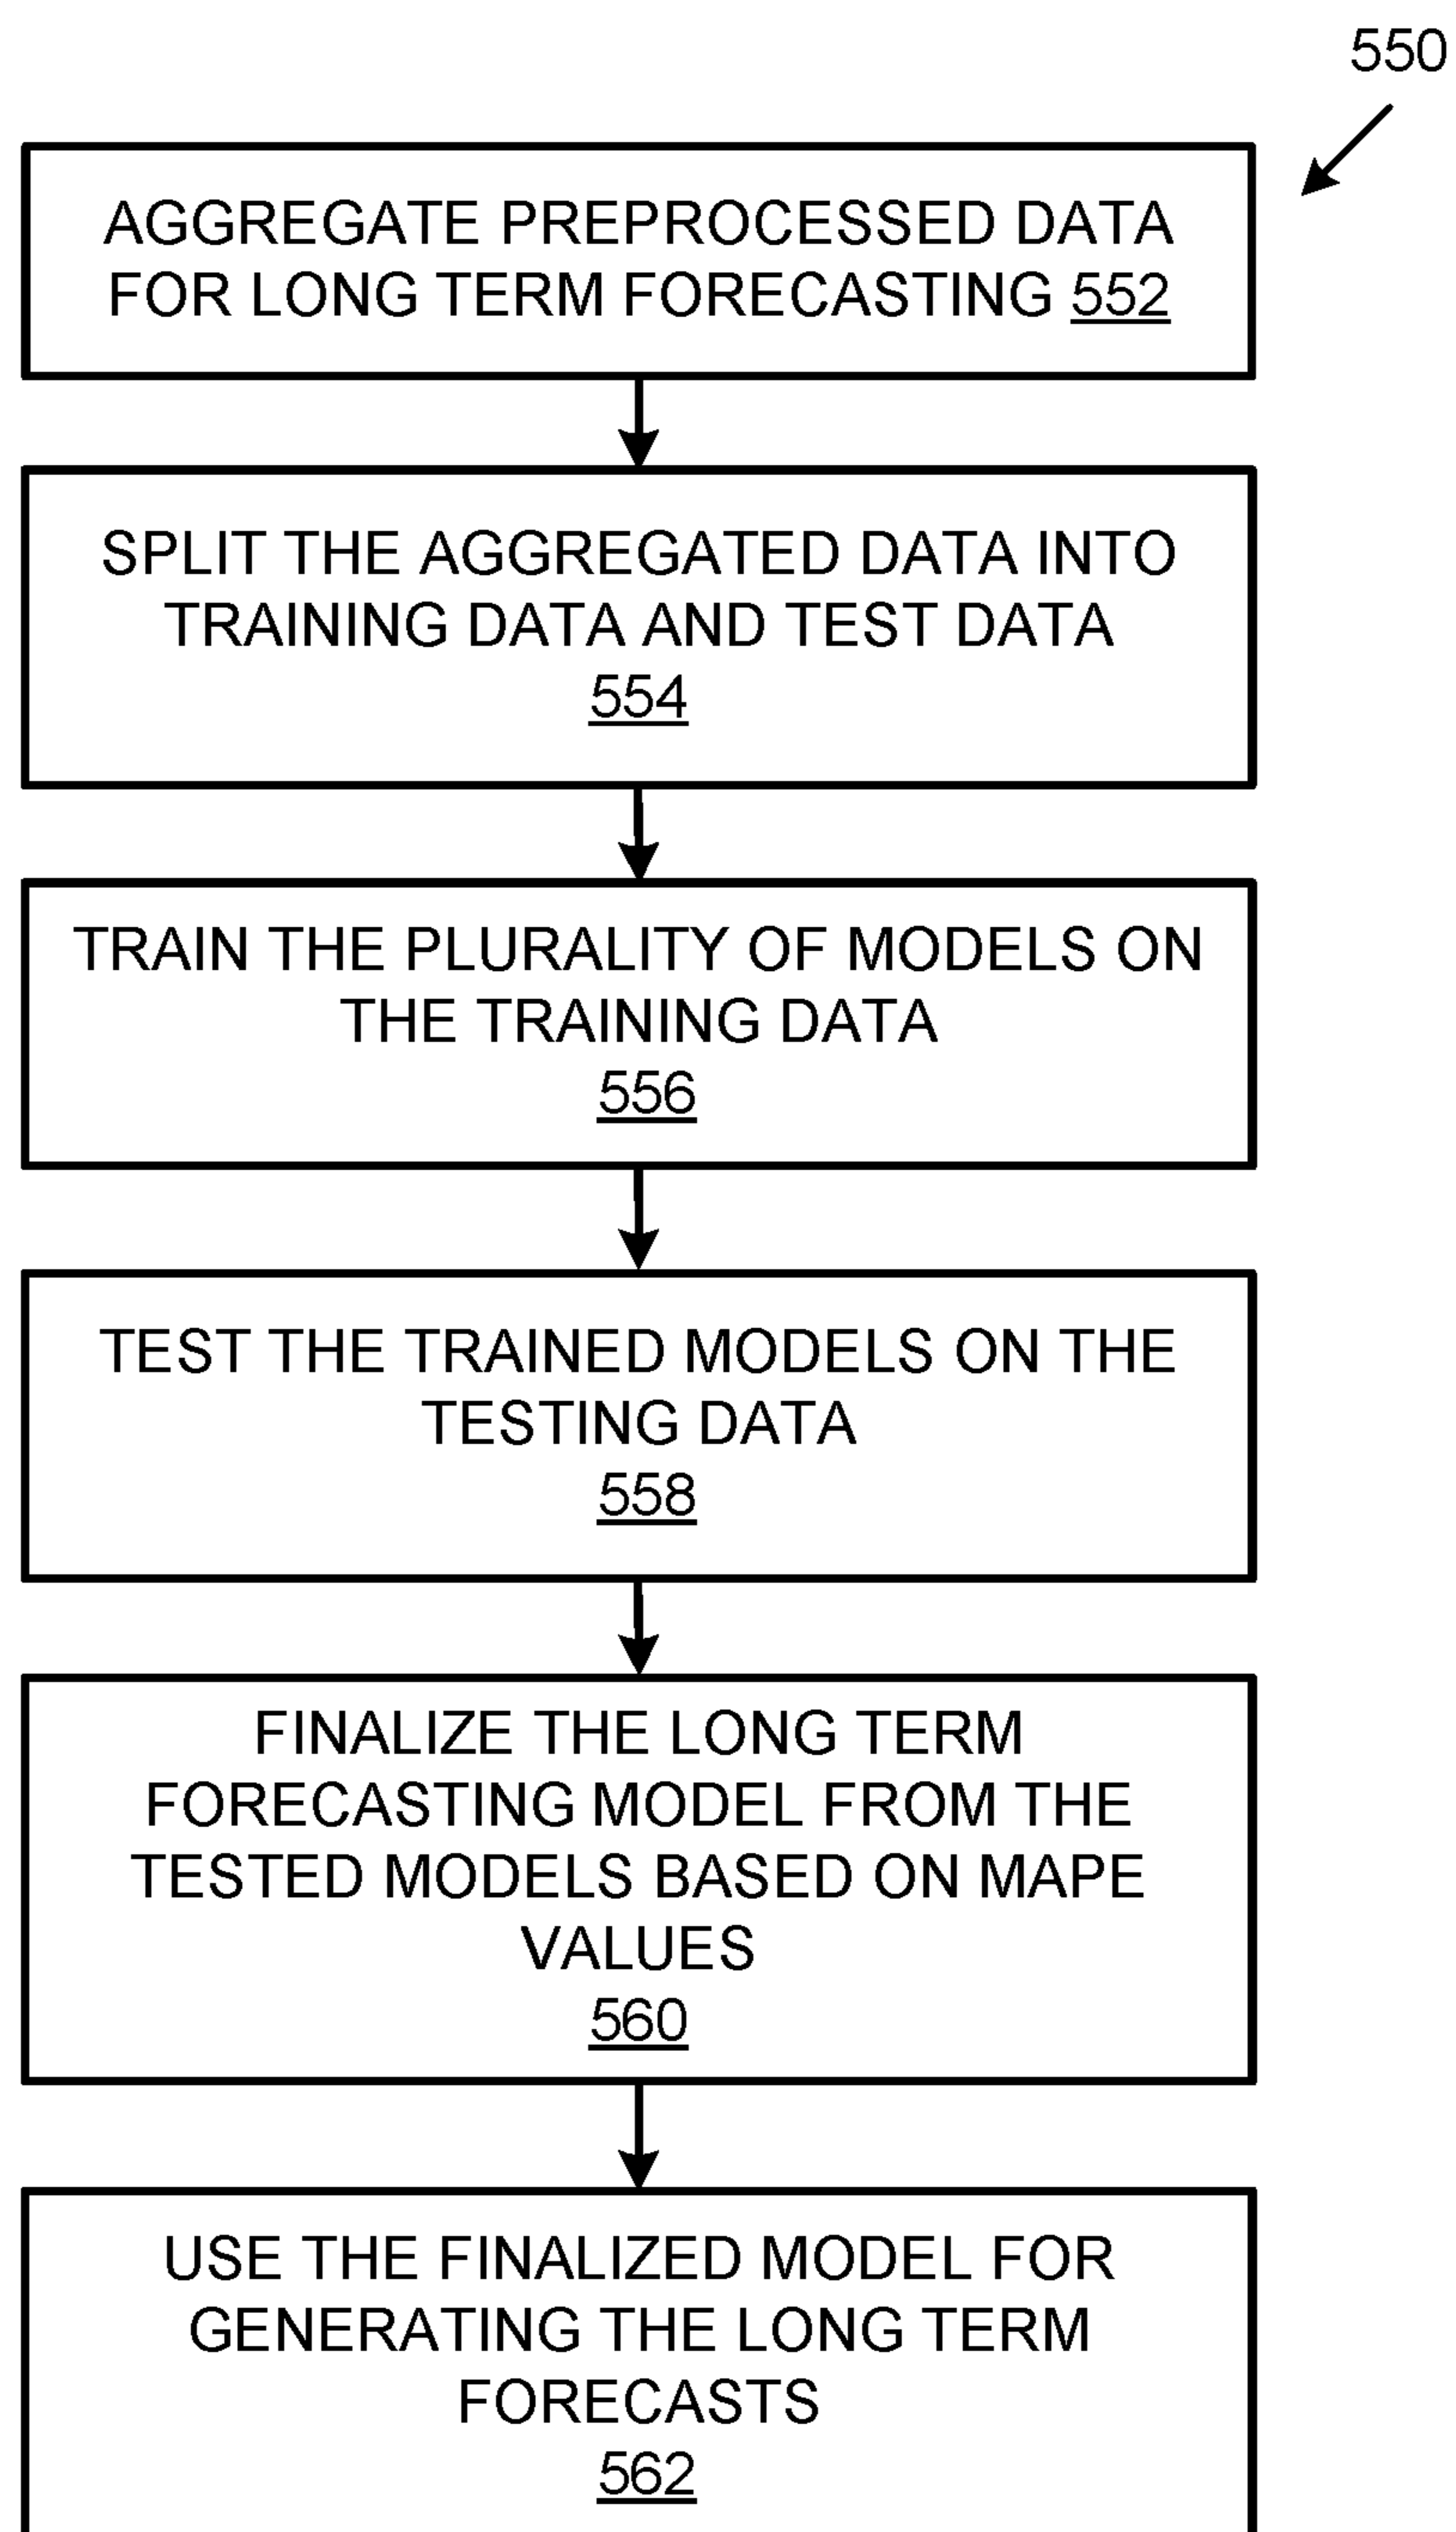 550
AGGREGATE PREPROCESSED DATA
FOR LONG TERM FORECASTING 552
SPLIT THE AGGREGATED DATA INTO
TRAINING DATA AND TEST DATA
554
TRAIN THE PLURALITY OF MODELS ON
THE TRAINING DATA
556
TEST THE TRAINED MODELS ON THE
TESTING DATA
558
FINALIZE THE LONG TERM
FORECASTING MODEL FROM THE
TESTED MODELS BASED ON MAPE
VALUES
560
USE THE FINALIZED MODEL FOR
GENERATING THE LONG TERM
FORECASTS
562